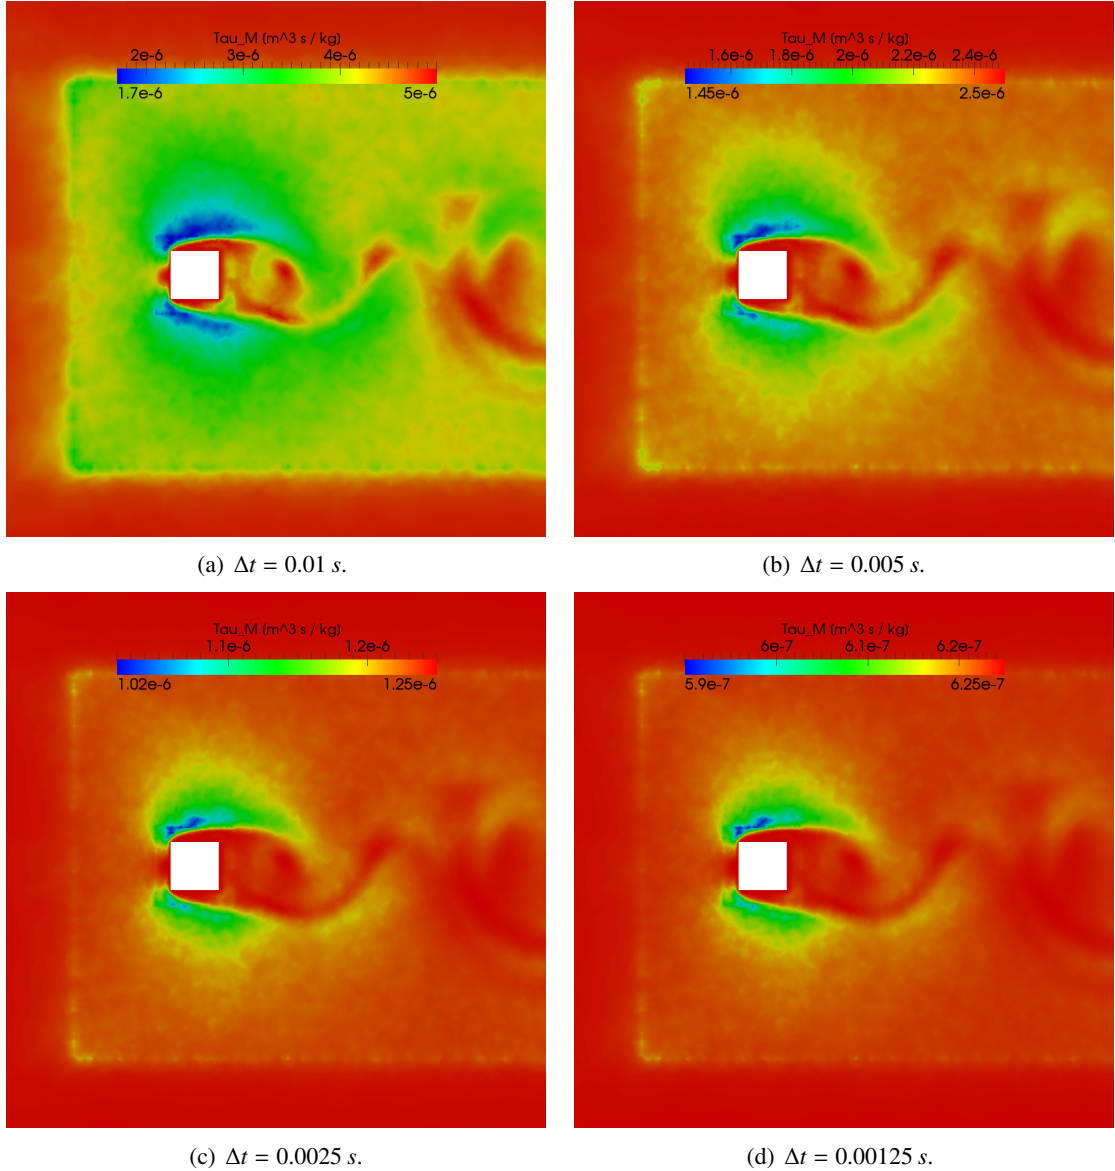 Tau_M [m^3 s / kg]
2e-6 3e-6 4e-6
1.7e-6 5e-6
Tau_M [m^3 s / kg]
1.6e-6 1.8e-6 2e-6 2.2e-6 2.4e-6
1.45e-6 2.5e-6
(a) Δt = 0.01 s.
(b) Δt = 0.005 s.
Tau_M [m^3 s / kg]
1.1e-6 1.2e-6
1.02e-6 1.25e-6
Tau_M [m^3 s / kg]
6e-7 6.1e-7 6.2e-7
5.9e-7 6.25e-7
(c) Δt = 0.0025 s.
(d) Δt = 0.00125 s.